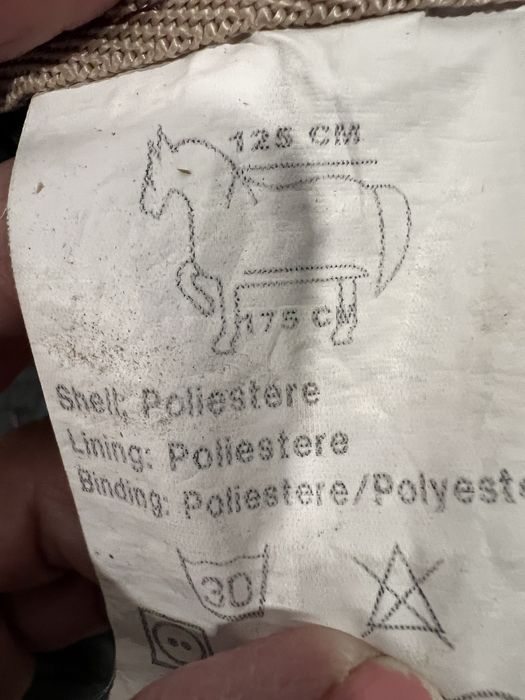 125 CM
175 CM
Shell: Poliestere
Lining: Poliestere
Binding: Poliestere/Polyest
30